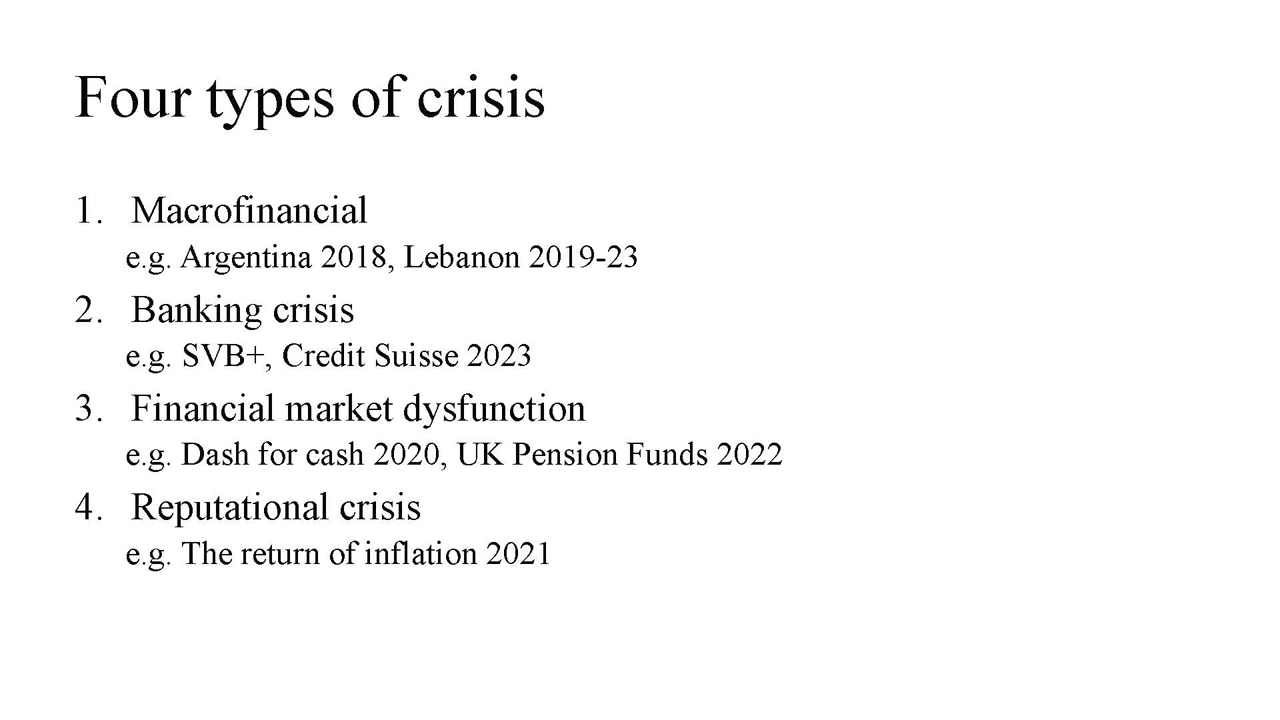 Four types of crisis
1. Macrofinancial
e.g. Argentina 2018, Lebanon 2019-23
2. Banking crisis
e.g. SVB+, Credit Suisse 2023
3. Financial market dysfunction
e.g. Dash for cash 2020, UK Pension Funds 2022
4. Reputational crisis
e.g. The return of inflation 2021